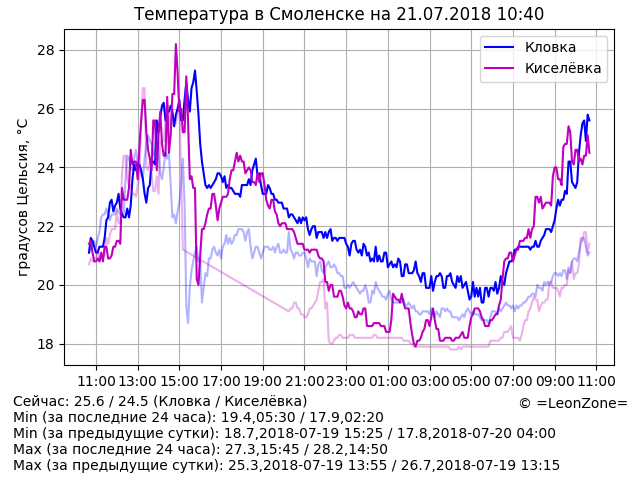 Температура в Смоленске на 21.07.2018 10:40
Кловка
Киселёвка
градусов Цельсия, °C
28
26
24
22
20
18
11:00 13:00 15:00 17:00 19:00 21:00 23:00 01:00 03:00 05:00 07:00 09:00 11:00
Сейчас: 25.6 / 24.5 (Кловка / Киселёвка)
© =LeonZone=
Min (за последние 24 часа): 19.4,05:30 / 17.9,02:20
Min (за предыдущие сутки): 18.7,2018-07-19 15:25 / 17.8,2018-07-20 04:00
Max (за последние 24 часа): 27.3,15:45 / 28.2,14:50
Max (за предыдущие сутки): 25.3,2018-07-19 13:55 / 26.7,2018-07-19 13:15